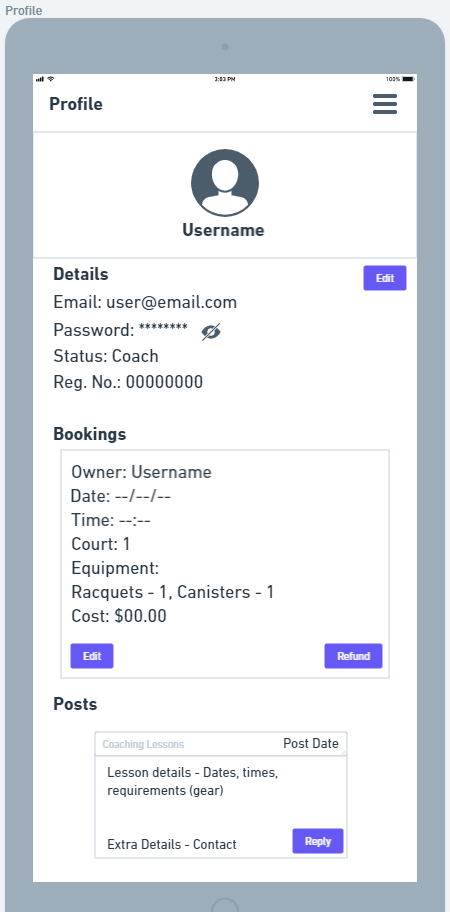 Profile
3:03 PM
100%
Profile
Username
Details
Edit
Email: user@email.com
Password: ********
Status: Coach
Reg. No.: 00000000
Bookings
Owner: Username
Date: --/--/--
Time: --:--
Court: 1
Equipment:
Racquets - 1, Canisters - 1
Cost: $00.00
Edit
Refund
Posts
Coaching Lessons
Post Date
Lesson details - Dates, times,
requirements (gear)
Extra Details - Contact
Reply